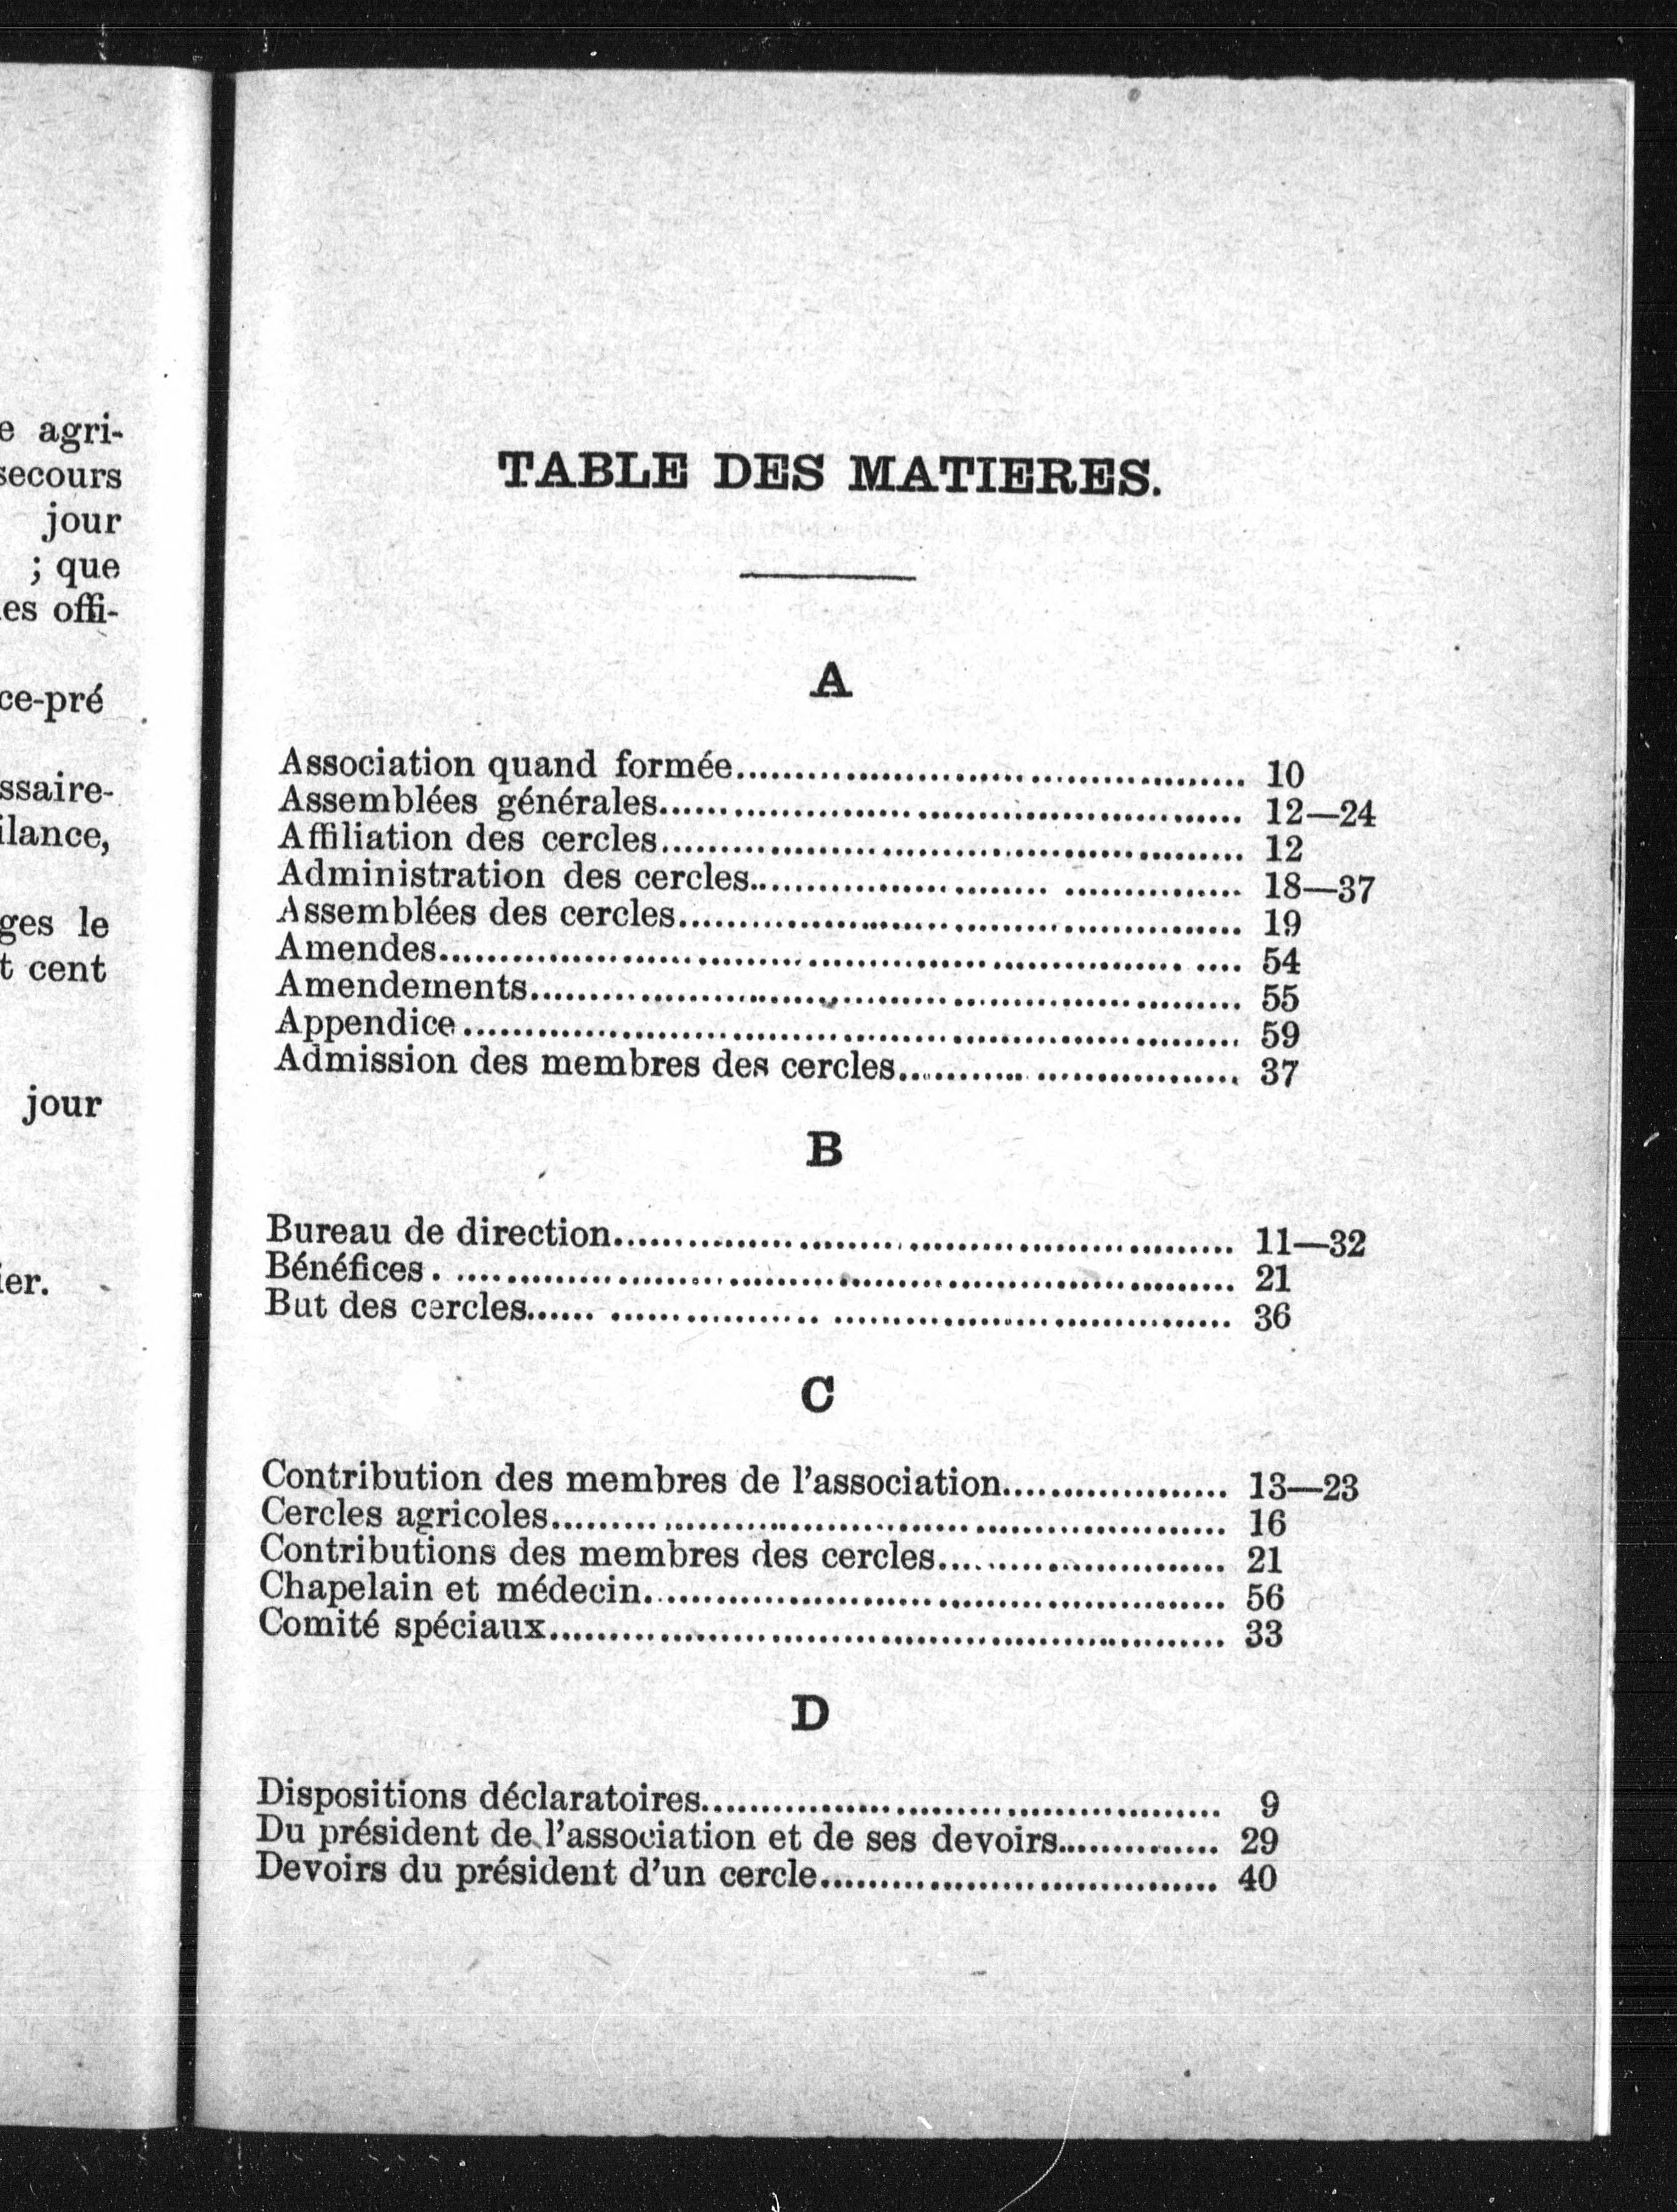 e agri-
secours
jour
; que
es offi-
ce-pré
ssaire-
ilance,
ges le
t cent
jour
ier.
TABLE DES MATIERES.
A
Association quand formée........................................ 10
Assemblées générales........................................ 12—24
Affiliation des cercles........................................ 12
Administration des cercles........................................ 18—37
Assemblées des cercles........................................ 19
Amendes........................................ 54
Amendements........................................ 55
Appendice........................................ 59
Admission des membres des cercles........................................ 37
B
Bureau de direction........................................ 11—32
Bénéfices........................................ 21
But des cercles........................................ 36
C
Contribution des membres de l'association.................... 13—23
Cercles agricoles........................................ 16
Contributions des membres des cercles........................ 21
Chapelain et médecin........................................ 56
Comité spéciaux........................................ 33
D
Dispositions déclaratoires........................................ 9
Du président de l'association et de ses devoirs.............. 29
Devoirs du président d'un cercle................................ 40